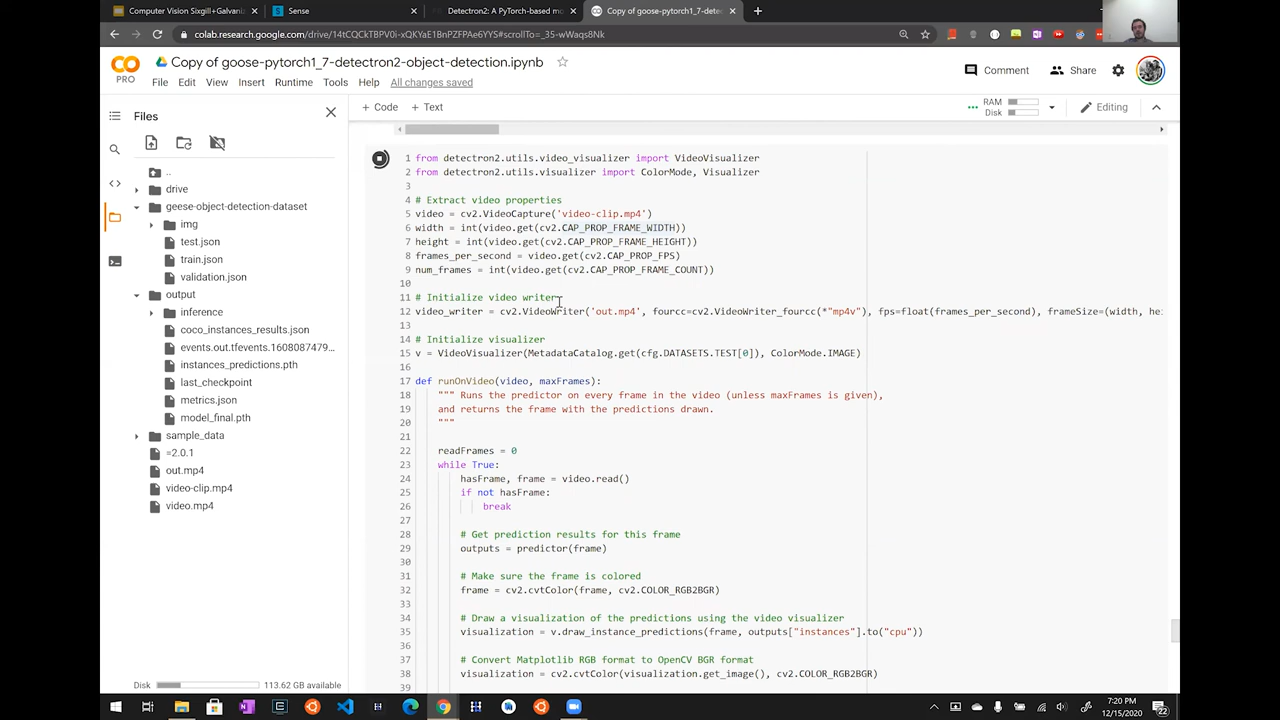 Computer Vision Sixgill+Galvani
Sense
Detectron2: A PyTorch-based mo
Copy of goose-pytorch1_7-detec
colab.research.google.com/drive/14tCQCkTBPV0i-xQKYaE1BnPZFPAe6YYS#scrollTo=_35-wWaqs8Nk
Copy of goose-pytorch1_7-detectron2-object-detection.ipynb
PRO
File Edit View Insert Runtime Tools Help All changes saved
Comment
Share
Files
+ Code + Text
RAM
Disk
Editing
..
drive
geese-object-detection-dataset
img
test.json
train.json
validation.json
output
inference
coco_instances_results.json
events.out.tfevents.1608087479...
instances_predictions.pth
last_checkpoint
metrics.json
model_final.pth
sample_data
=2.0.1
out.mp4
video-clip.mp4
video.mp4
Disk 113.62 GB available
1 from detectron2.utils.video_visualizer import VideoVisualizer
2 from detectron2.utils.visualizer import ColorMode, Visualizer
3
4 # Extract video properties
5 video = cv2.VideoCapture('video-clip.mp4')
6 width = int(video.get(cv2.CAP_PROP_FRAME_WIDTH))
7 height = int(video.get(cv2.CAP_PROP_FRAME_HEIGHT))
8 frames_per_second = video.get(cv2.CAP_PROP_FPS)
9 num_frames = int(video.get(cv2.CAP_PROP_FRAME_COUNT))
10
11 # Initialize video writer
12 video_writer = cv2.VideoWriter('out.mp4', fourcc=cv2.VideoWriter_fourcc(*"mp4v"), fps=float(frames_per_second), frameSize=(width, hei
13
14 # Initialize visualizer
15 v = VideoVisualizer(MetadataCatalog.get(cfg.DATASETS.TEST[0]), ColorMode.IMAGE)
16
17 def runOnVideo(video, maxFrames):
18 """ Runs the predictor on every frame in the video (unless maxFrames is given),
19 and returns the frame with the predictions drawn.
20 """
21
22 readFrames = 0
23 while True:
24 hasFrame, frame = video.read()
25 if not hasFrame:
26 break
27
28 # Get prediction results for this frame
29 outputs = predictor(frame)
30
31 # Make sure the frame is colored
32 frame = cv2.cvtColor(frame, cv2.COLOR_RGB2BGR)
33
34 # Draw a visualization of the predictions using the video visualizer
35 visualization = v.draw_instance_predictions(frame, outputs["instances"].to("cpu"))
36
37 # Convert Matplotlib RGB format to OpenCV BGR format
38 visualization = cv2.cvtColor(visualization.get_image(), cv2.COLOR_RGB2BGR)
39
7:20 PM
12/15/2020
22